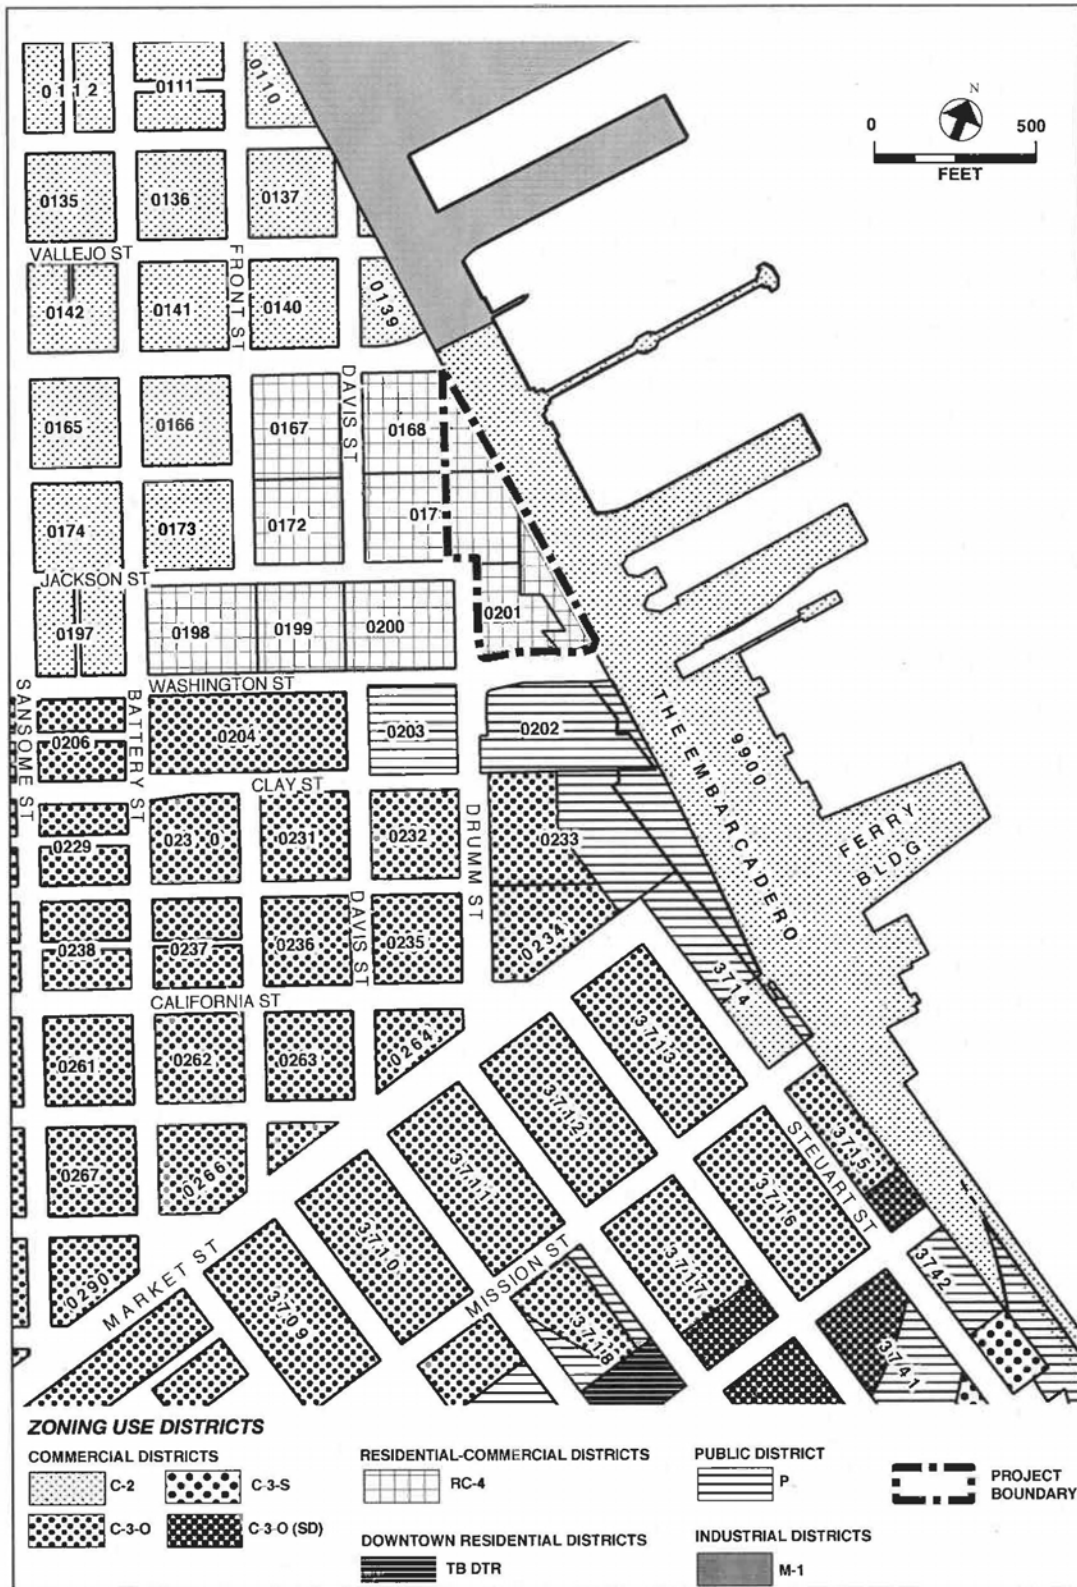 0112
0111
0110
N
0 500
FEET
0135
0136
0137
VALLEJO ST
FRONT ST
0142
0141
0140
0139
DAVIS ST
0165
0166
0167
0168
0174
0173
0172
017
JACKSON ST
0197
0198
0199
0200
0201
WASHINGTON ST
SANSOME ST
BATTERY ST
0206
0204
0203
0202
THE EMBARCADERO
9900
CLAY ST
0229
0230
0231
0232
DRUMM ST
0233
FERRY
BLDG
0238
0237
0236
DAVIS ST
0235
0234
3714
CALIFORNIA ST
0261
0262
0263
0264
3713
3712
3715
STEUART ST
0267
0266
3711
3716
3710
3717
3742
0290
MARKET ST
MISSION ST
3709
3718
3741
ZONING USE DISTRICTS
COMMERCIAL DISTRICTS
C-2
C-3-S
C-3-O
C-3-O (SD)
RESIDENTIAL-COMMERCIAL DISTRICTS
RC-4
DOWNTOWN RESIDENTIAL DISTRICTS
TB DTR
PUBLIC DISTRICT
P
INDUSTRIAL DISTRICTS
M-1
PROJECT
BOUNDARY